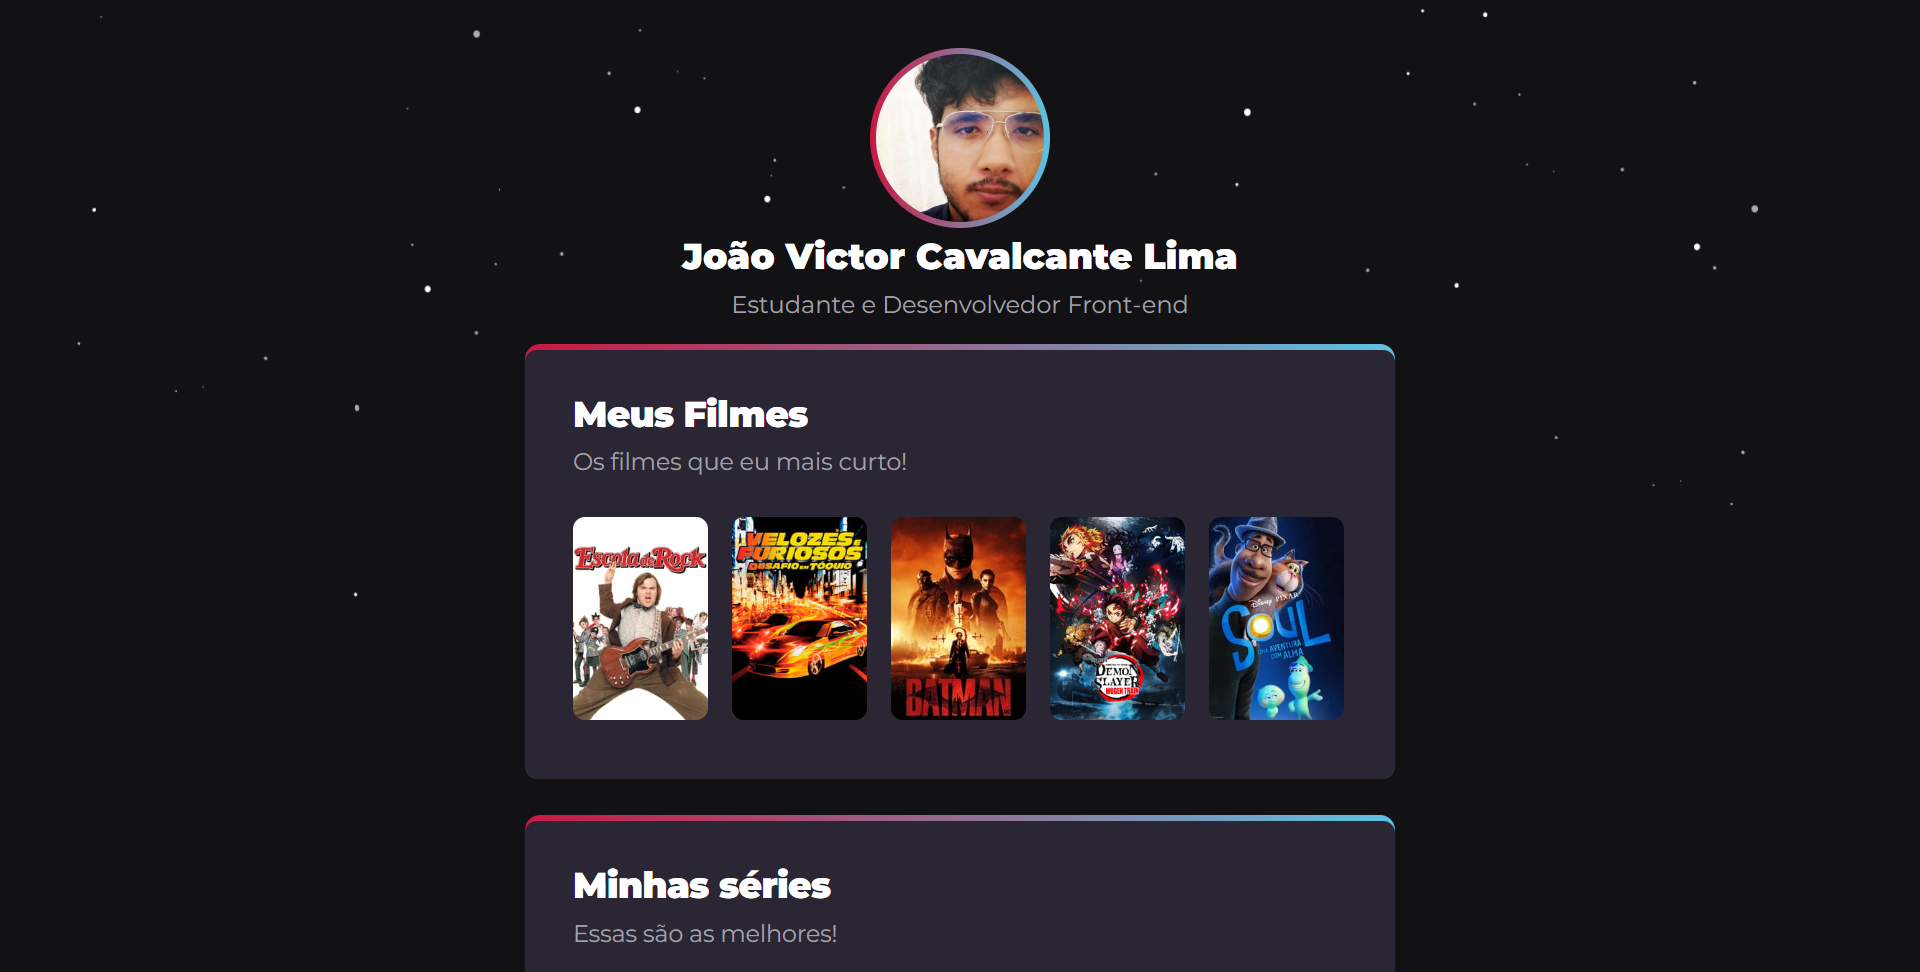 João Victor Cavalcante Lima
Estudante e Desenvolvedor Front-end
Meus Filmes
Os filmes que eu mais curto!
Escola de Rock
VELOZES E
FURIOSOS
DESAFIO EM TÓQUIO
BATMAN
DEMON
SLAYER
MUGEN TRAIN
Disney PIXAR
SOUL
UMA AVENTURA
COM ALMA
Minhas séries
Essas são as melhores!